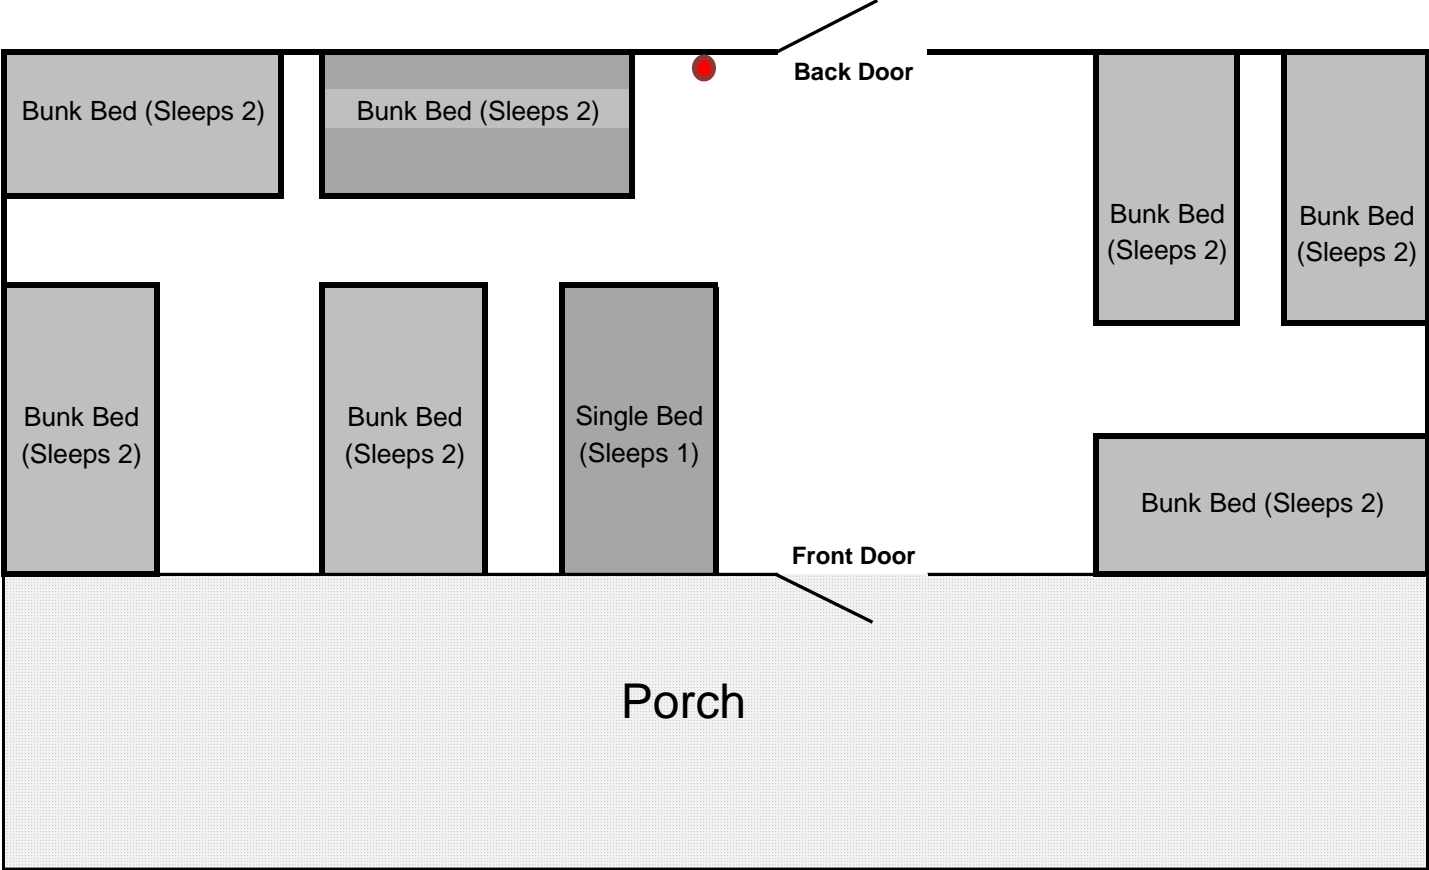 Back Door
Bunk Bed (Sleeps 2)
Bunk Bed (Sleeps 2)
Bunk Bed
(Sleeps 2)
Bunk Bed
(Sleeps 2)
Bunk Bed
(Sleeps 2)
Bunk Bed
(Sleeps 2)
Single Bed
(Sleeps 1)
Bunk Bed (Sleeps 2)
Front Door
Porch